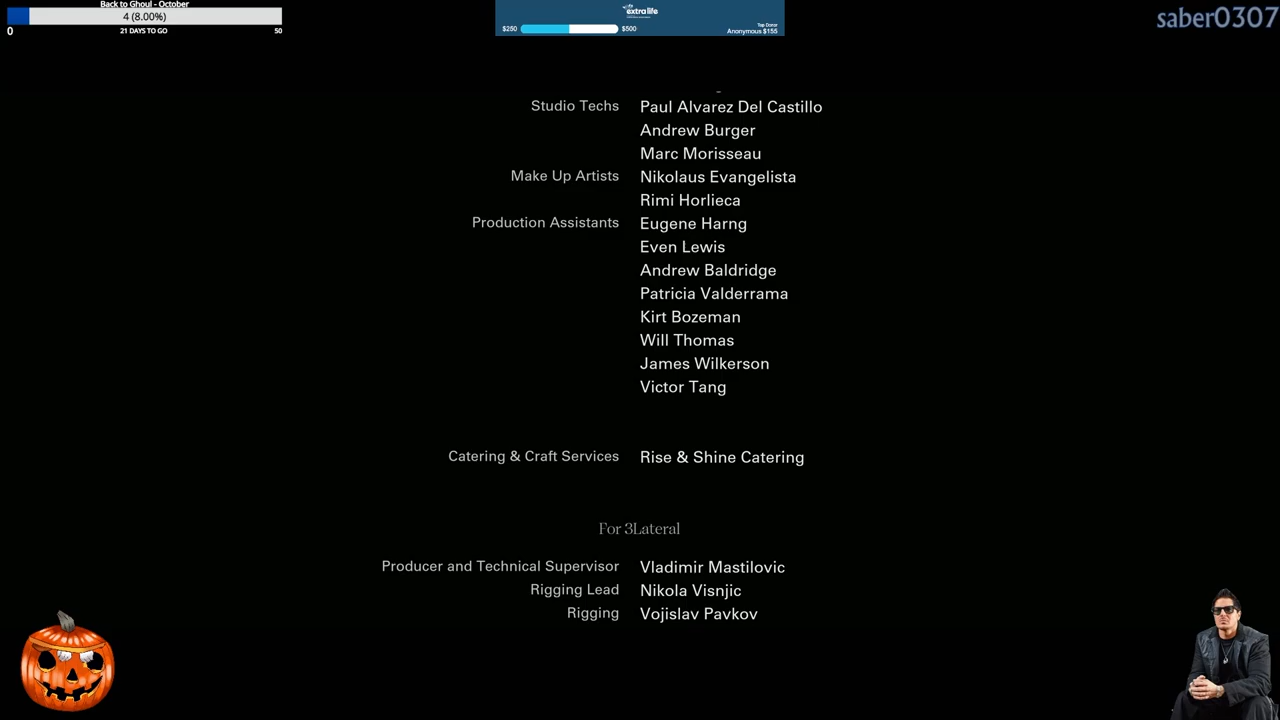 Back to Ghoul - October
4 (8.00%)
0
21 DAYS TO GO
50
extra life
$250
$500
Top Donor
Anonymous $155
saber0307
Studio Techs Paul Alvarez Del Castillo
Andrew Burger
Marc Morisseau
Make Up Artists Nikolaus Evangelista
Rimi Horlieca
Production Assistants Eugene Harng
Even Lewis
Andrew Baldridge
Patricia Valderrama
Kirt Bozeman
Will Thomas
James Wilkerson
Victor Tang
Catering & Craft Services Rise & Shine Catering
For 3Lateral
Producer and Technical Supervisor Vladimir Mastilovic
Rigging Lead Nikola Visnjic
Rigging Vojislav Pavkov